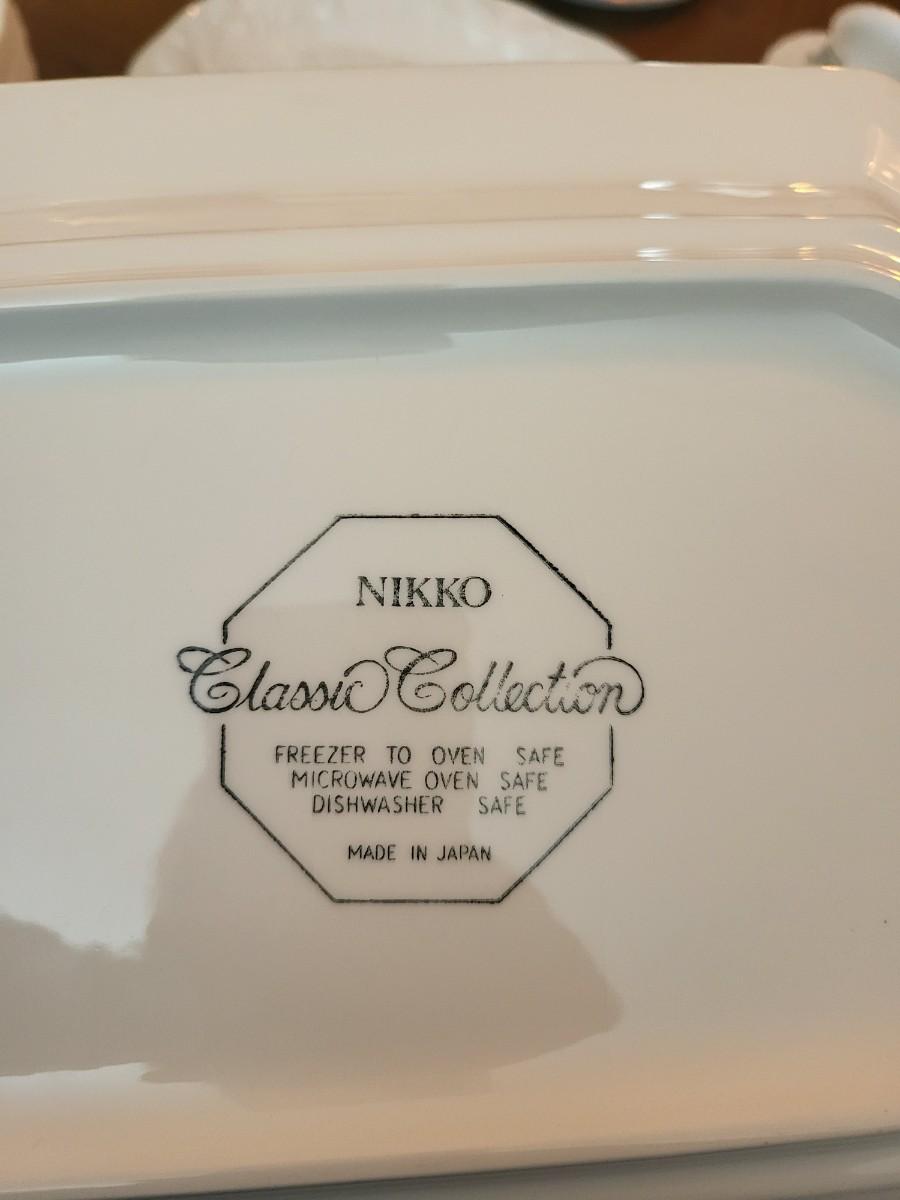 NIKKO
Classic Collection
FREEZER TO OVEN SAFE
MICROWAVE OVEN SAFE
DISHWASHER SAFE
MADE IN JAPAN